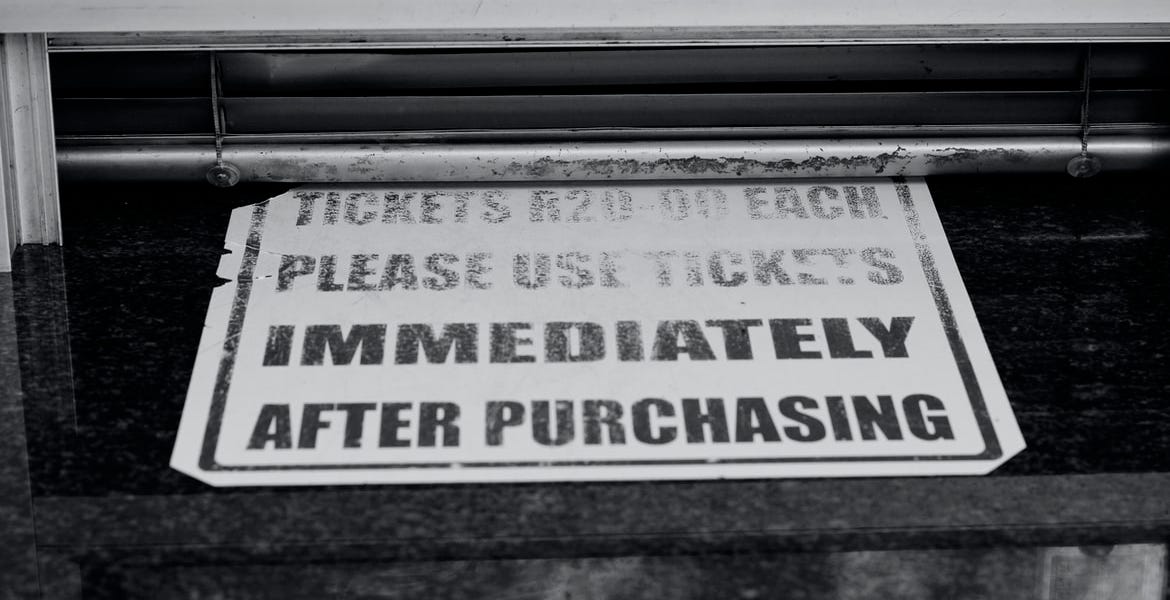 TICKETS R20-00 EACH.
PLEASE USE TICKETS
IMMEDIATELY
AFTER PURCHASING